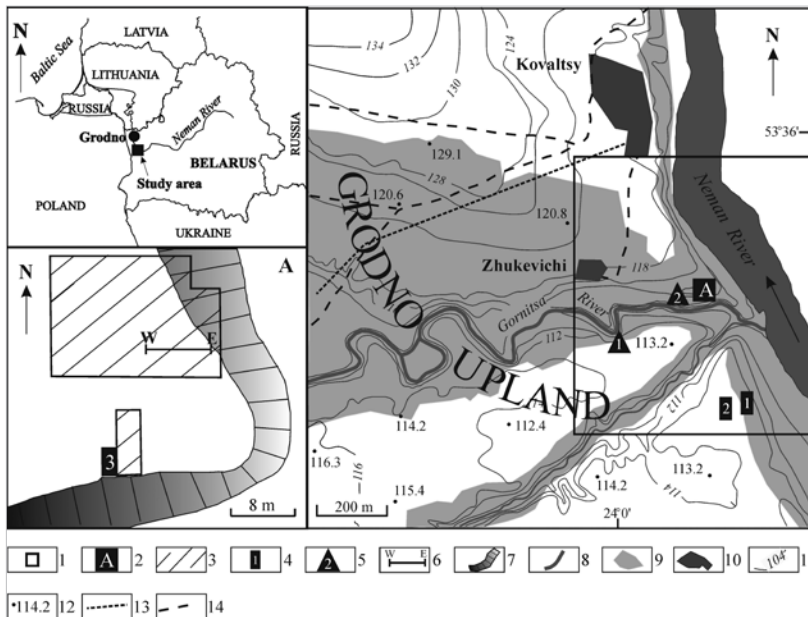 N
Baltic Sea
LATVIA
LITHUANIA
RUSSIA
Grodno
Neman River
BELARUS
RUSSIA
Study area
POLAND
UKRAINE
N
A
W E
3
8 m
134
132
130
124
Kovaltsy
N
53°36'
129.1
128
120.6
120.8
GRODNO
UPLAND
Zhukevichi
118
Neman River
2
A
Gornitsa
River
1
112
113.2
112
2
1
114.2
112.4
116.3
116
115.4
114.2
113.2
114
200 m
24°0'
1
A 2
3
1 4
2 5
W E 6
7
8
9
10
104 1
114.2 12
13
14